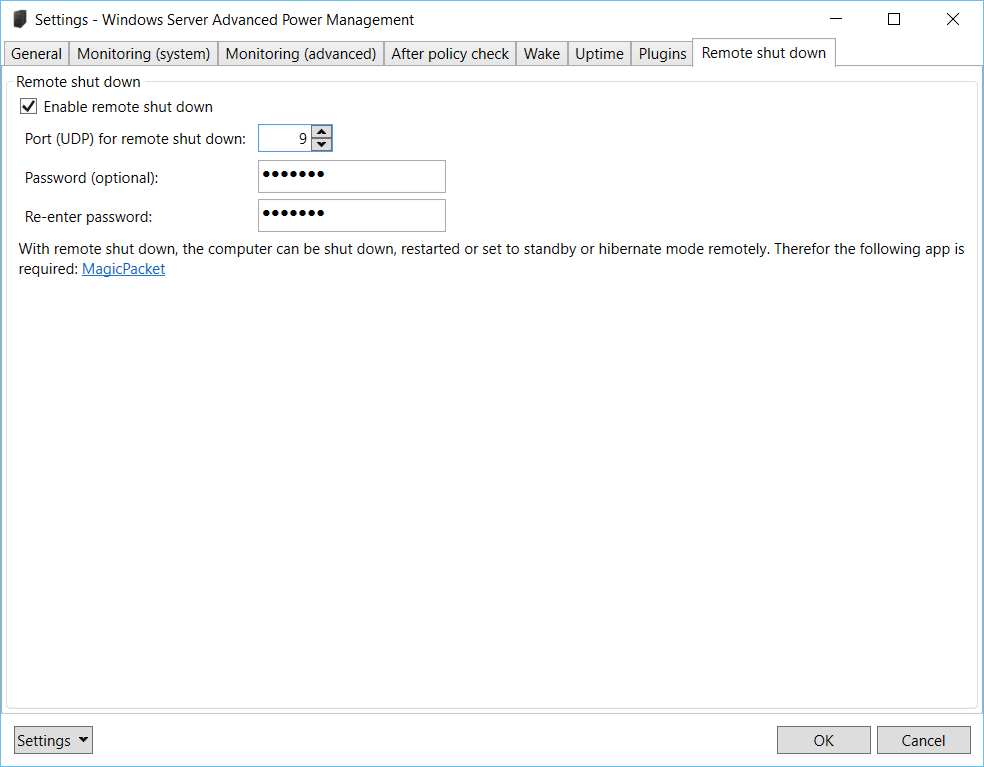 Settings - Windows Server Advanced Power Management
General Monitoring (system) Monitoring (advanced) After policy check Wake Uptime Plugins Remote shut down
Remote shut down
Enable remote shut down
Port (UDP) for remote shut down: 9
Password (optional): •••••••
Re-enter password: •••••••
With remote shut down, the computer can be shut down, restarted or set to standby or hibernate mode remotely. Therefor the following app is
required: MagicPacket
Settings OK Cancel